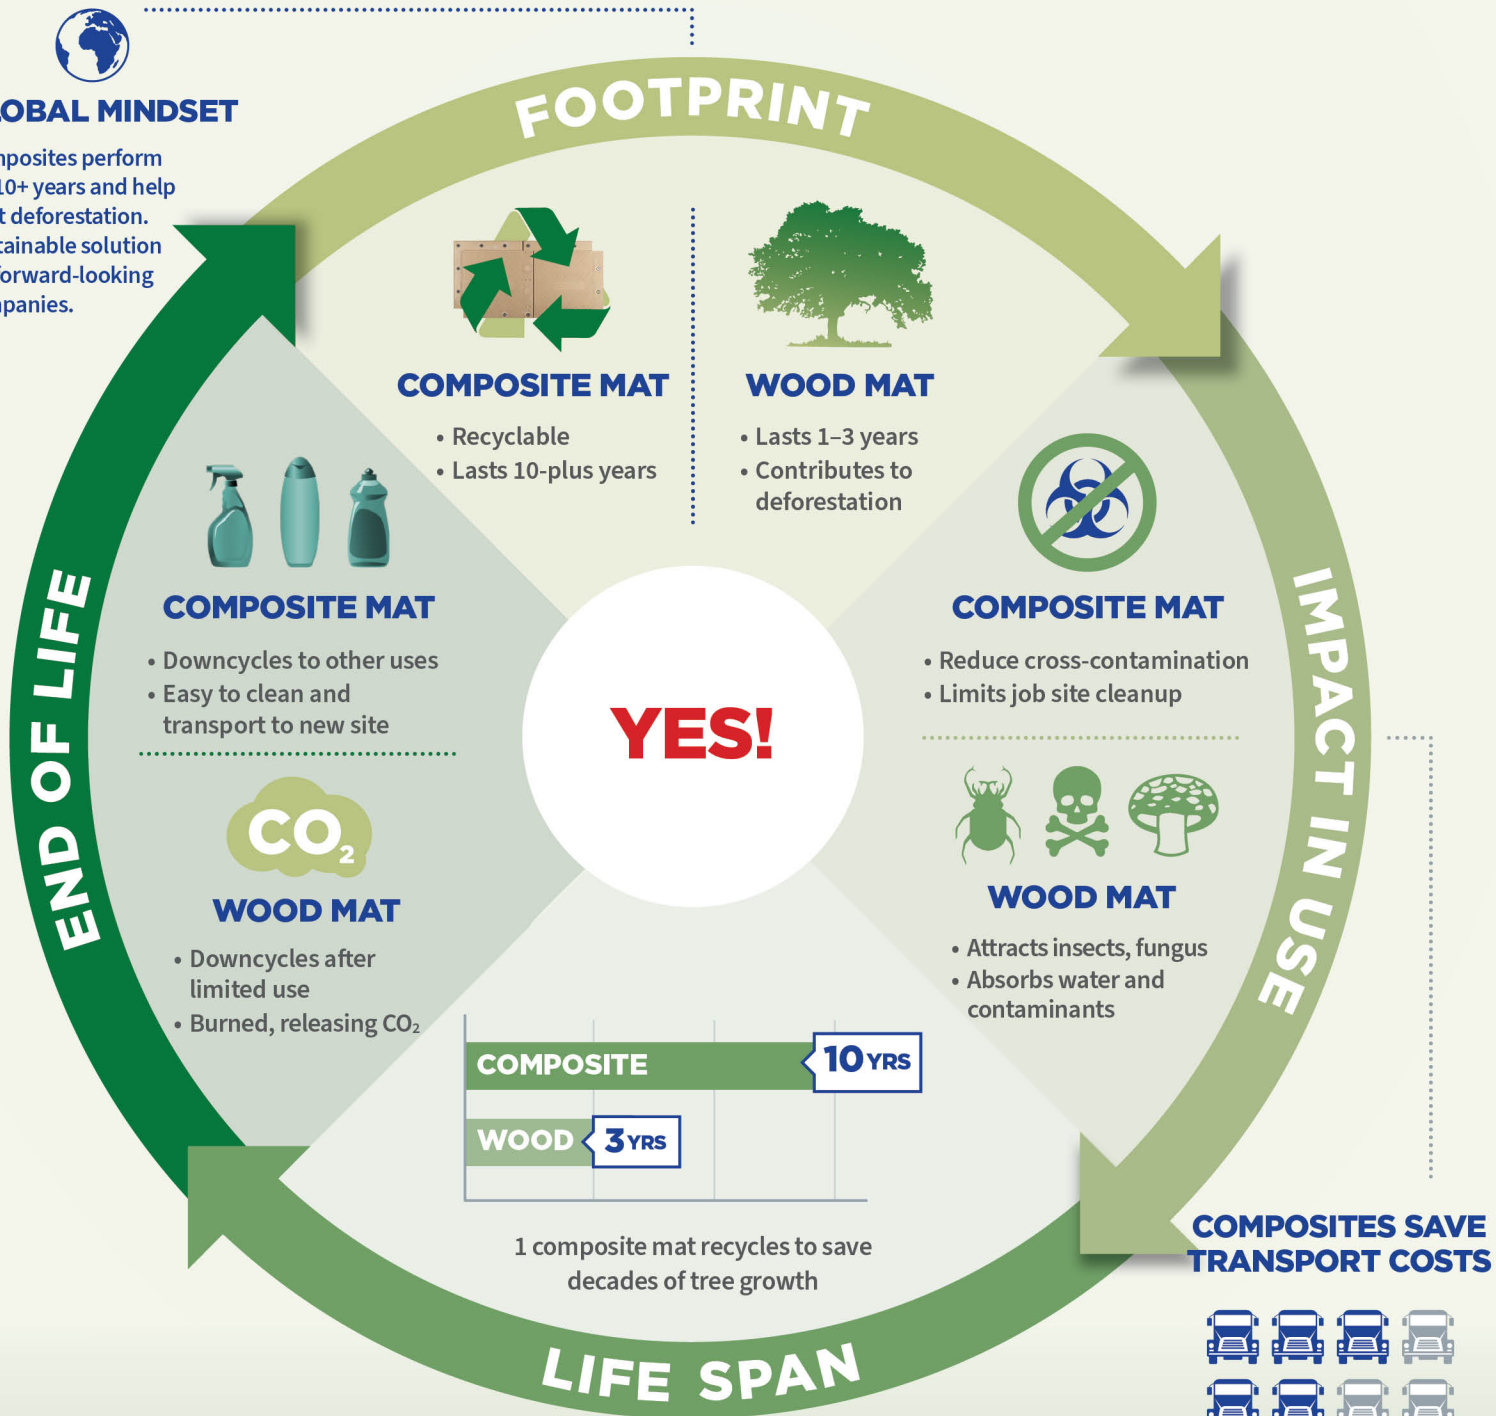 OBAL MINDSET
posites perform
10+ years and help
t deforestation.
tainable solution
forward-looking
panies.
FOOTPRINT
COMPOSITE MAT
• Recyclable
• Lasts 10-plus years
WOOD MAT
• Lasts 1–3 years
• Contributes to
deforestation
IMPACT IN USE
COMPOSITE MAT
• Reduce cross-contamination
• Limits job site cleanup
WOOD MAT
• Attracts insects, fungus
• Absorbs water and
contaminants
COMPOSITES SAVE
TRANSPORT COSTS
LIFE SPAN
COMPOSITE
10 YRS
WOOD
3 YRS
1 composite mat recycles to save
decades of tree growth
END OF LIFE
COMPOSITE MAT
• Downcycles to other uses
• Easy to clean and
transport to new site
CO₂
WOOD MAT
• Downcycles after
limited use
• Burned, releasing CO₂
YES!